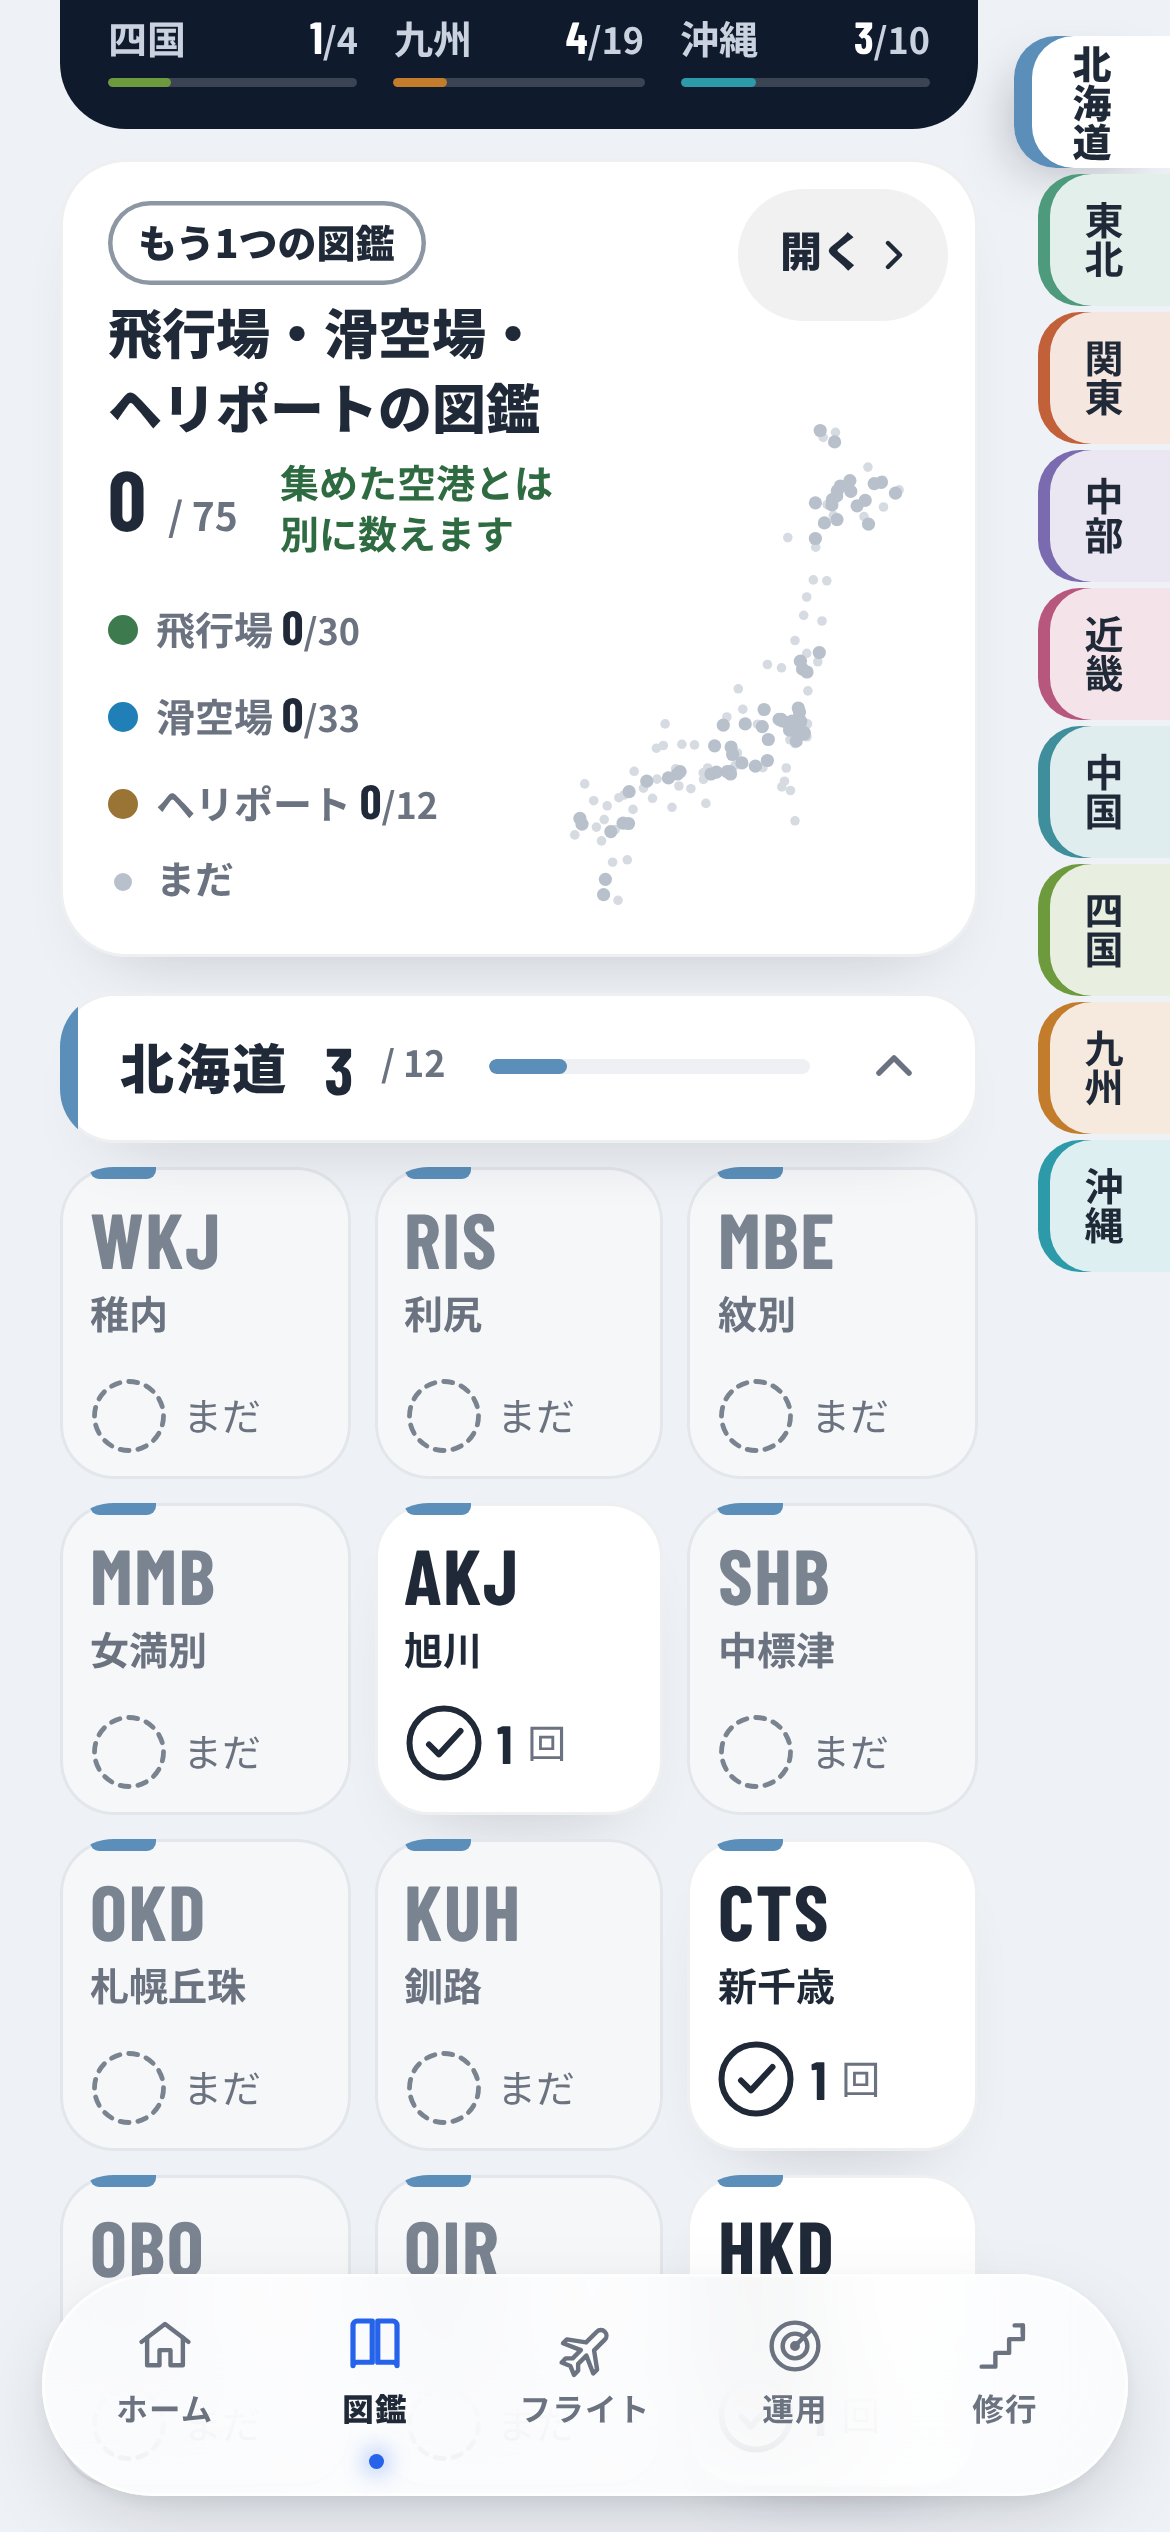 四国 1/4 九州 4/19 沖縄 3/10
もう1つの図鑑
開く
飛行場・滑空場・
ヘリポートの図鑑
0 / 75
集めた空港とは
別に数えます
飛行場 0/30
滑空場 0/33
ヘリポート 0/12
まだ
北海道 3 / 12
WKJ
稚内
まだ
RIS
利尻
まだ
MBE
紋別
まだ
MMB
女満別
まだ
AKJ
旭川
1 回
SHB
中標津
まだ
OKD
札幌丘珠
まだ
KUH
釧路
まだ
CTS
新千歳
1 回
OBO
まだ
OIR
まだ
HKD
回
北海道
東北
関東
中部
近畿
中国
四国
九州
沖縄
ホーム
図鑑
フライト
運用
修行